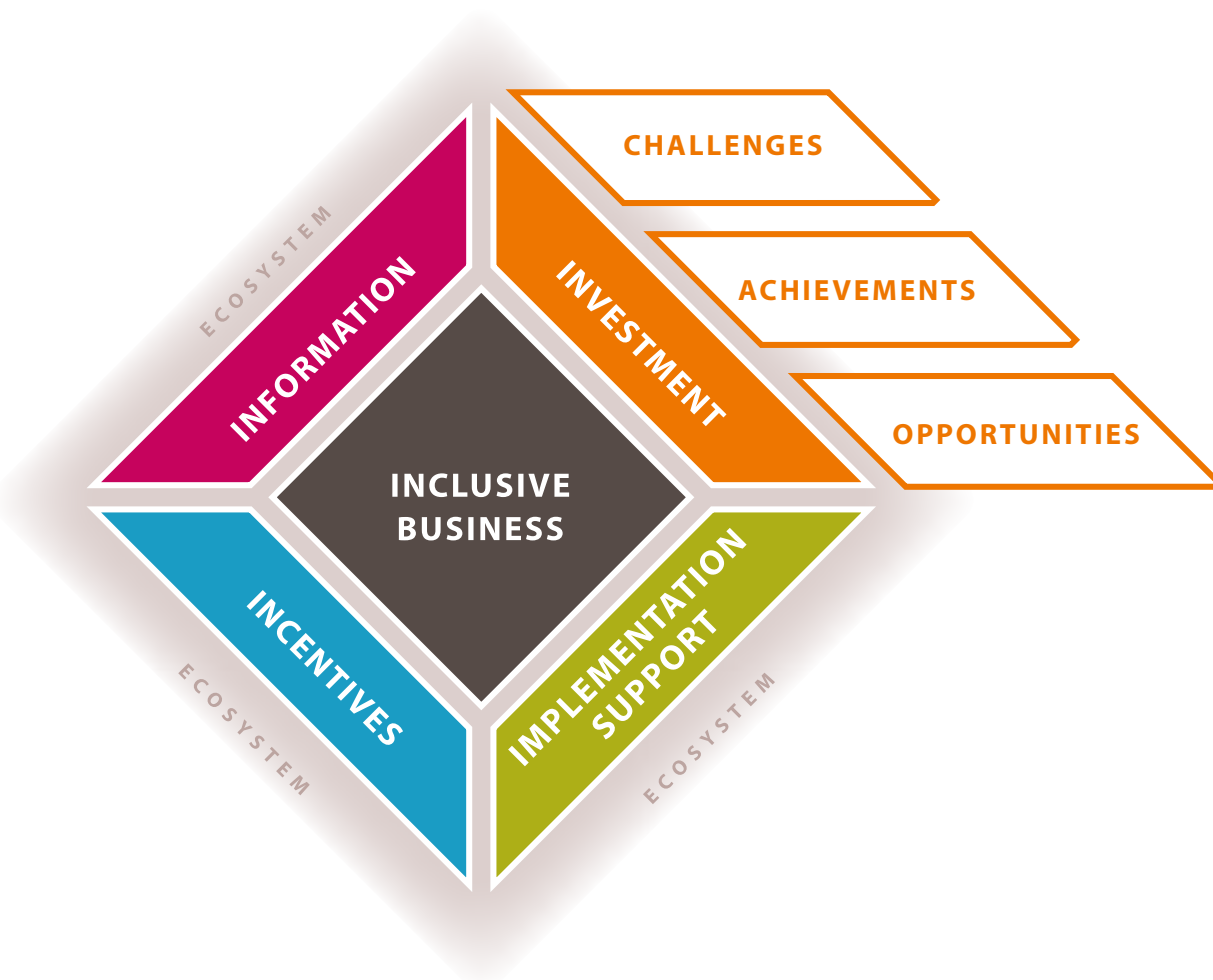 CHALLENGES
ECOSYSTEM
ACHIEVEMENTS
INFORMATION
INVESTMENT
OPPORTUNITIES
INCLUSIVE
BUSINESS
INCENTIVES
IMPLEMENTATION
SUPPORT
ECOSYSTEM
ECOSYSTEM